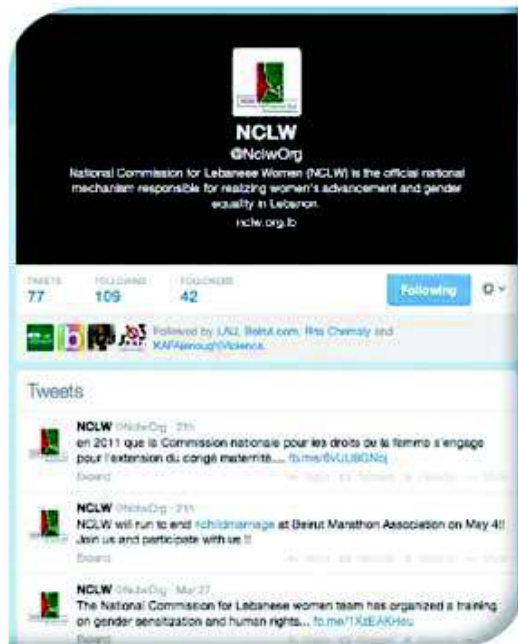 NCLW
@NclwOrg
National Commission for Lebanese Women (NCLW) is the official national
mechanism responsible for realizing women's advancement and gender
equality in Lebanon.
nclw.org.lb
TWEETS
77
FOLLOWING
109
FOLLOWERS
42
Following
Followed by LAU, Beirut.com, Rita Chemaly and
KAFAenoughViolence.
Tweets
NCLW @NclwOrg · 21h
en 2011 que la Commission nationale pour les droits de la femme s'engage
pour l'extension du congé maternité....
Expand
NCLW @NclwOrg · 21h
NCLW will run to end #childmarriage at Beirut Marathon Association on May 4!!
Join us and participate with us !!
Expand
NCLW @NclwOrg · Mar 27
The National Commission for Lebanese women team has organized a training
on gender sensitization and human rights...
Expand